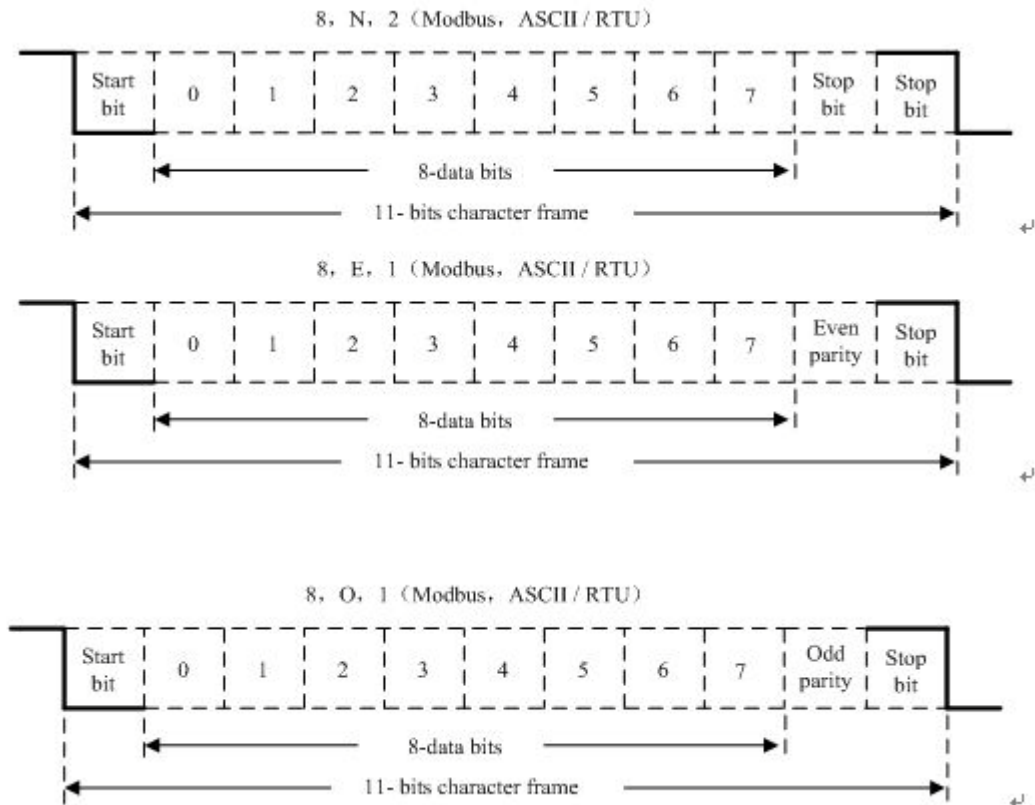 8，N，2（Modbus，ASCII / RTU）
Start bit 0 1 2 3 4 5 6 7 Stop bit Stop bit
8-data bits
11- bits character frame
8，E，1（Modbus，ASCII / RTU）
Start bit 0 1 2 3 4 5 6 7 Even parity Stop bit
8-data bits
11- bits character frame
8，O，1（Modbus，ASCII / RTU）
Start bit 0 1 2 3 4 5 6 7 Odd parity Stop bit
8-data bits
11- bits character frame